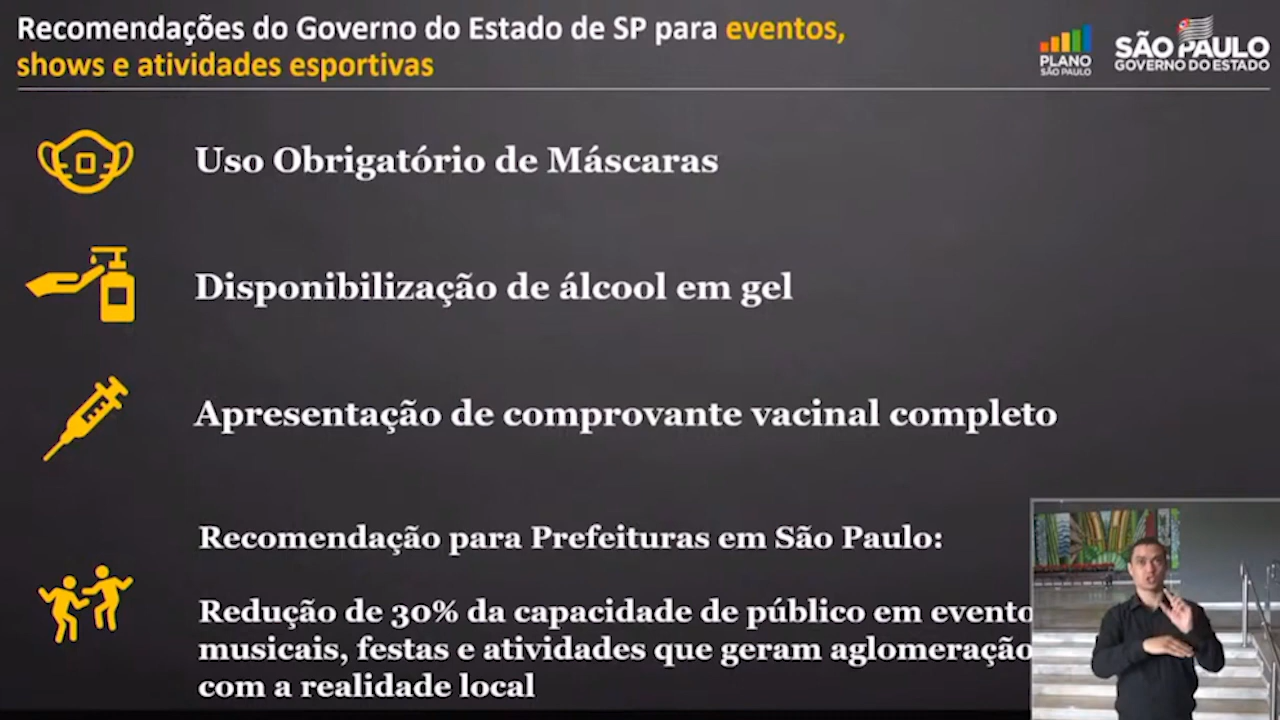 Recomendações do Governo do Estado de SP para eventos,
shows e atividades esportivas
PLANO
SÃO PAULO
SÃO PAULO
GOVERNO DO ESTADO
Uso Obrigatório de Máscaras
Disponibilização de álcool em gel
Apresentação de comprovante vacinal completo
Recomendação para Prefeituras em São Paulo:
Redução de 30% da capacidade de público em evento
musicais, festas e atividades que geram aglomeração
com a realidade local